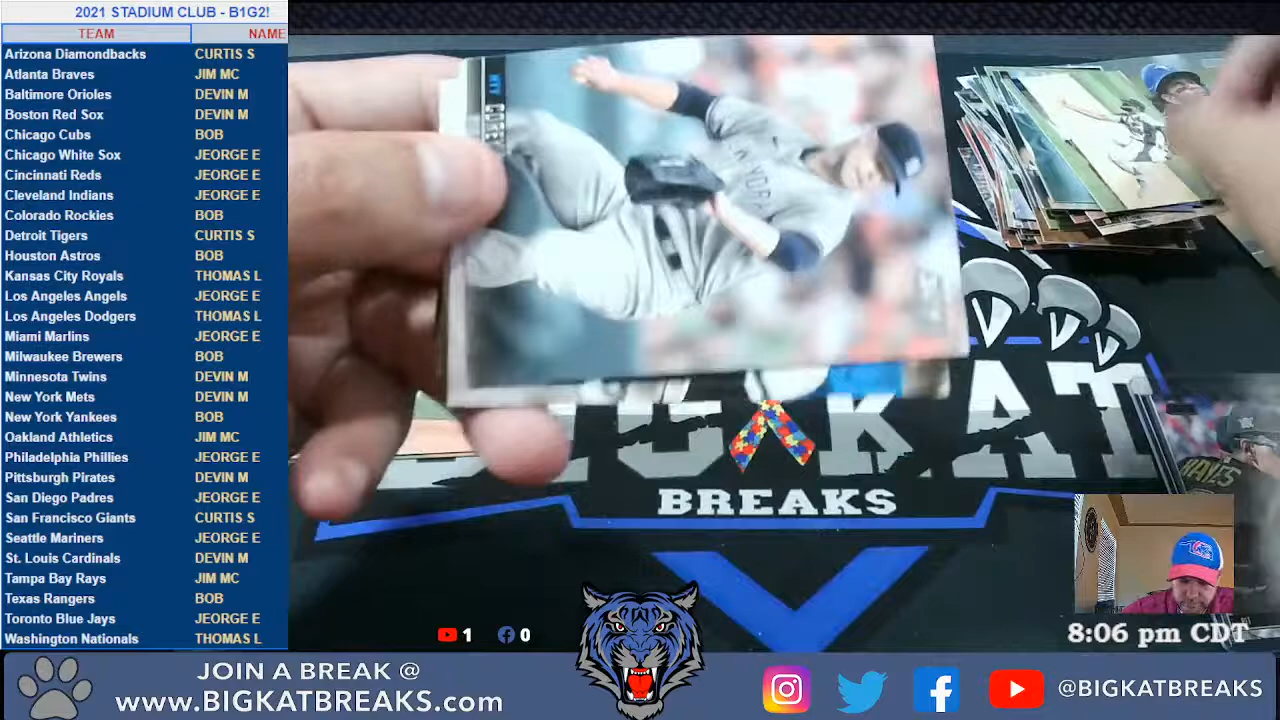 2021 STADIUM CLUB - B1G2!
TEAM NAME
Arizona Diamondbacks CURTIS S
Atlanta Braves JIM MC
Baltimore Orioles DEVIN M
Boston Red Sox DEVIN M
Chicago Cubs BOB
Chicago White Sox JEORGE E
Cincinnati Reds JEORGE E
Cleveland Indians JEORGE E
Colorado Rockies BOB
Detroit Tigers CURTIS S
Houston Astros BOB
Kansas City Royals THOMAS L
Los Angeles Angels JEORGE E
Los Angeles Dodgers THOMAS L
Miami Marlins JEORGE E
Milwaukee Brewers BOB
Minnesota Twins DEVIN M
New York Mets DEVIN M
New York Yankees BOB
Oakland Athletics JIM MC
Philadelphia Phillies JEORGE E
Pittsburgh Pirates DEVIN M
San Diego Padres JEORGE E
San Francisco Giants CURTIS S
Seattle Mariners JEORGE E
St. Louis Cardinals DEVIN M
Tampa Bay Rays JIM MC
Texas Rangers BOB
Toronto Blue Jays JEORGE E
Washington Nationals THOMAS L
KAT
BREAKS
HAYES
1 0
8:06 pm CDT
JOIN A BREAK @
www.BIGKATBREAKS.com
@BIGKATBREAKS